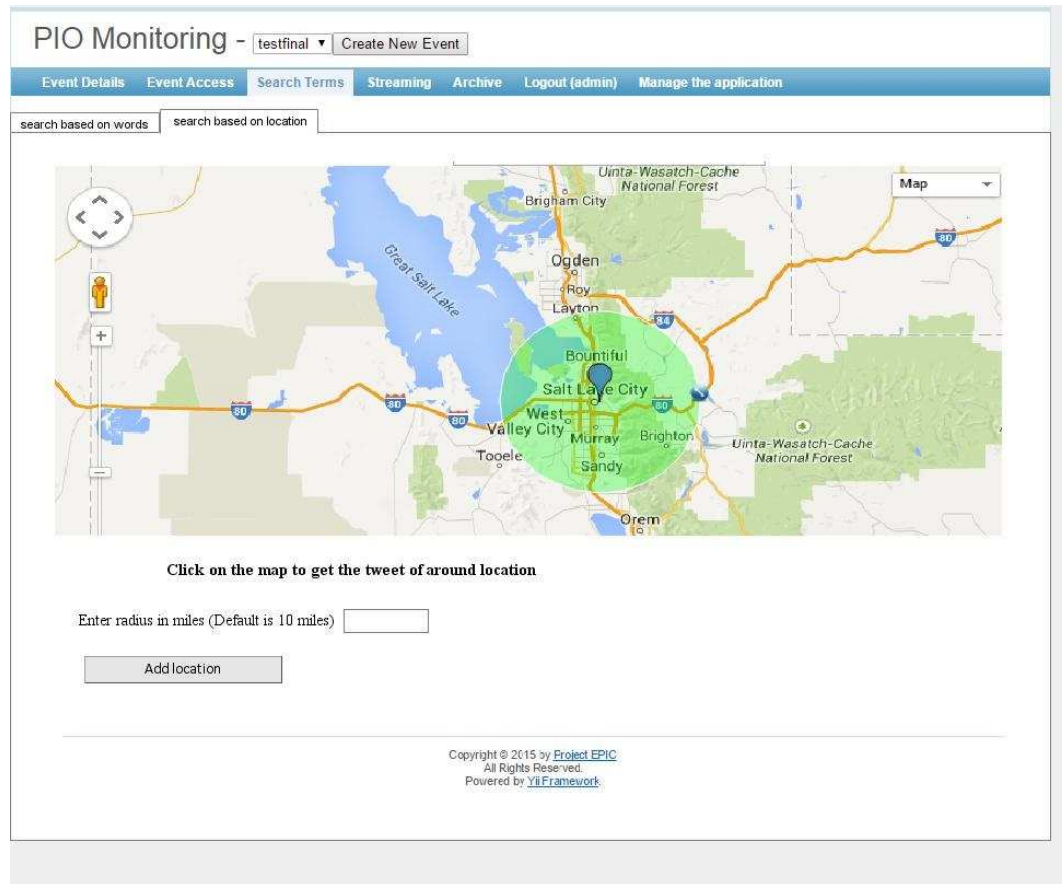 PIO Monitoring - testfinal Create New Event
Event Details Event Access Search Terms Streaming Archive Logout (admin) Manage the application
search based on words search based on location
Map
Uinta-Wasatch-Cache
National Forest
Brigham City
80
Great Salt Lake
Ogden
Roy
Layton
84
Bountiful
Salt Lake City
80
80
80
80
West
Valley City
Murray
Brighton
Uinta-Wasatch-Cache
National Forest
Tooele
Sandy
Orem
Click on the map to get the tweet of around location
Enter radius in miles (Default is 10 miles)
Add location
Copyright © 2015 by Project EPIC
All Rights Reserved.
Powered by Yii Framework.